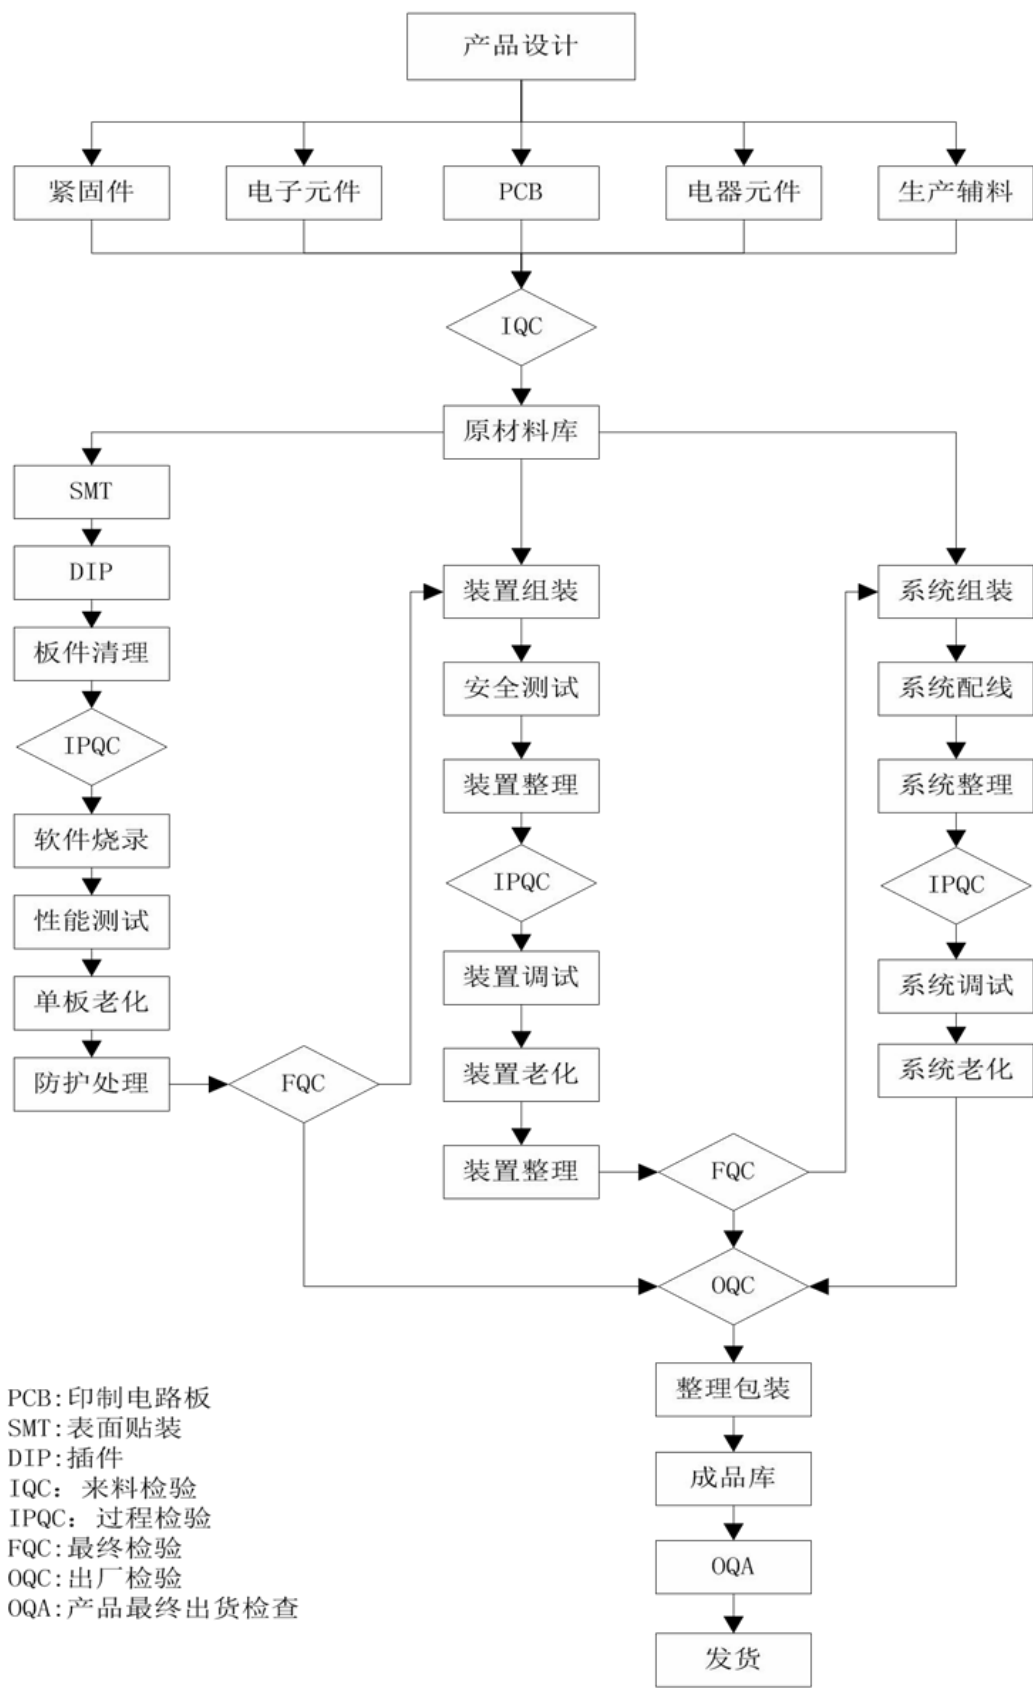 产品设计
紧固件
电子元件
PCB
电器元件
生产辅料
IQC
原材料库
SMT
DIP
板件清理
IPQC
软件烧录
性能测试
单板老化
防护处理
FQC
装置组装
安全测试
装置整理
IPQC
装置调试
装置老化
装置整理
FQC
系统组装
系统配线
系统整理
IPQC
系统调试
系统老化
OQC
整理包装
成品库
OQA
发货
PCB:印制电路板
SMT:表面贴装
DIP:插件
IQC：来料检验
IPQC：过程检验
FQC:最终检验
OQC:出厂检验
OQA:产品最终出货检查